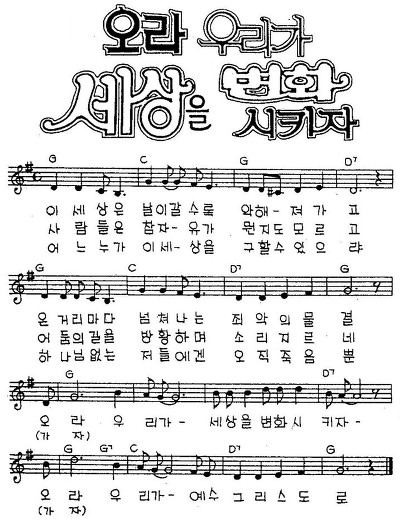 오라 우리가
세상을 변화
시키자
G C G D7
이 세상은 날이갈수록 악해-져가고
사람들은 참자-유가 뭔지도모르고
어느누가 이세-상을 구할수있으랴
G C D7 G
온거리마다 넘쳐나는 죄악의물결
어둠의길을 방황하며 소리지르네
하나님없는 저들에겐 오직죽음뿐
D7 G D7
오라 우리가- 세상을변화시키자-
(가자)
G G7 C D7 G
오라 우리가- 예수그리스도로
(가자)